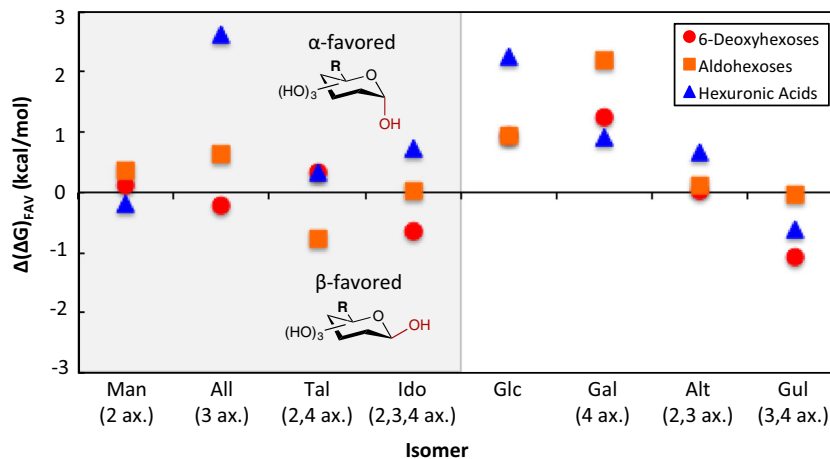 Δ(ΔG)FAV (kcal/mol)
3
2
1
0
-1
-2
-3
α-favored
R
O
(HO)3
OH
β-favored
R
O
OH
(HO)3
6-Deoxyhexoses
Aldohexoses
Hexuronic Acids
Man All Tal Ido Glc Gal Alt Gul
(2 ax.) (3 ax.) (2,4 ax.) (2,3,4 ax.) (4 ax.) (2,3 ax.) (3,4 ax.)
Isomer